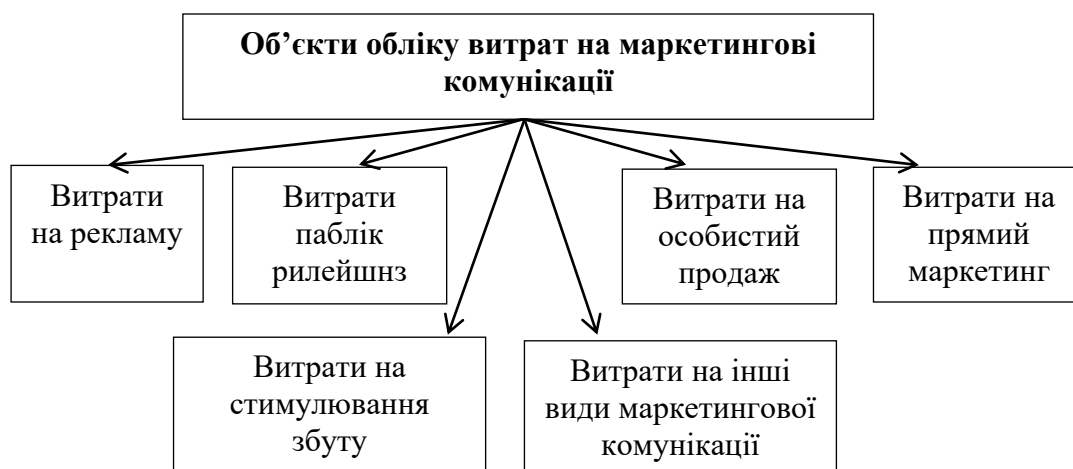 Об’єкти обліку витрат на маркетингові
комунікації
Витрати
на рекламу
Витрати
паблік
рилейшнз
Витрати на
особистий
продаж
Витрати на
прямий
маркетинг
Витрати на
стимулювання
збуту
Витрати на інші
види маркетингової
комунікації